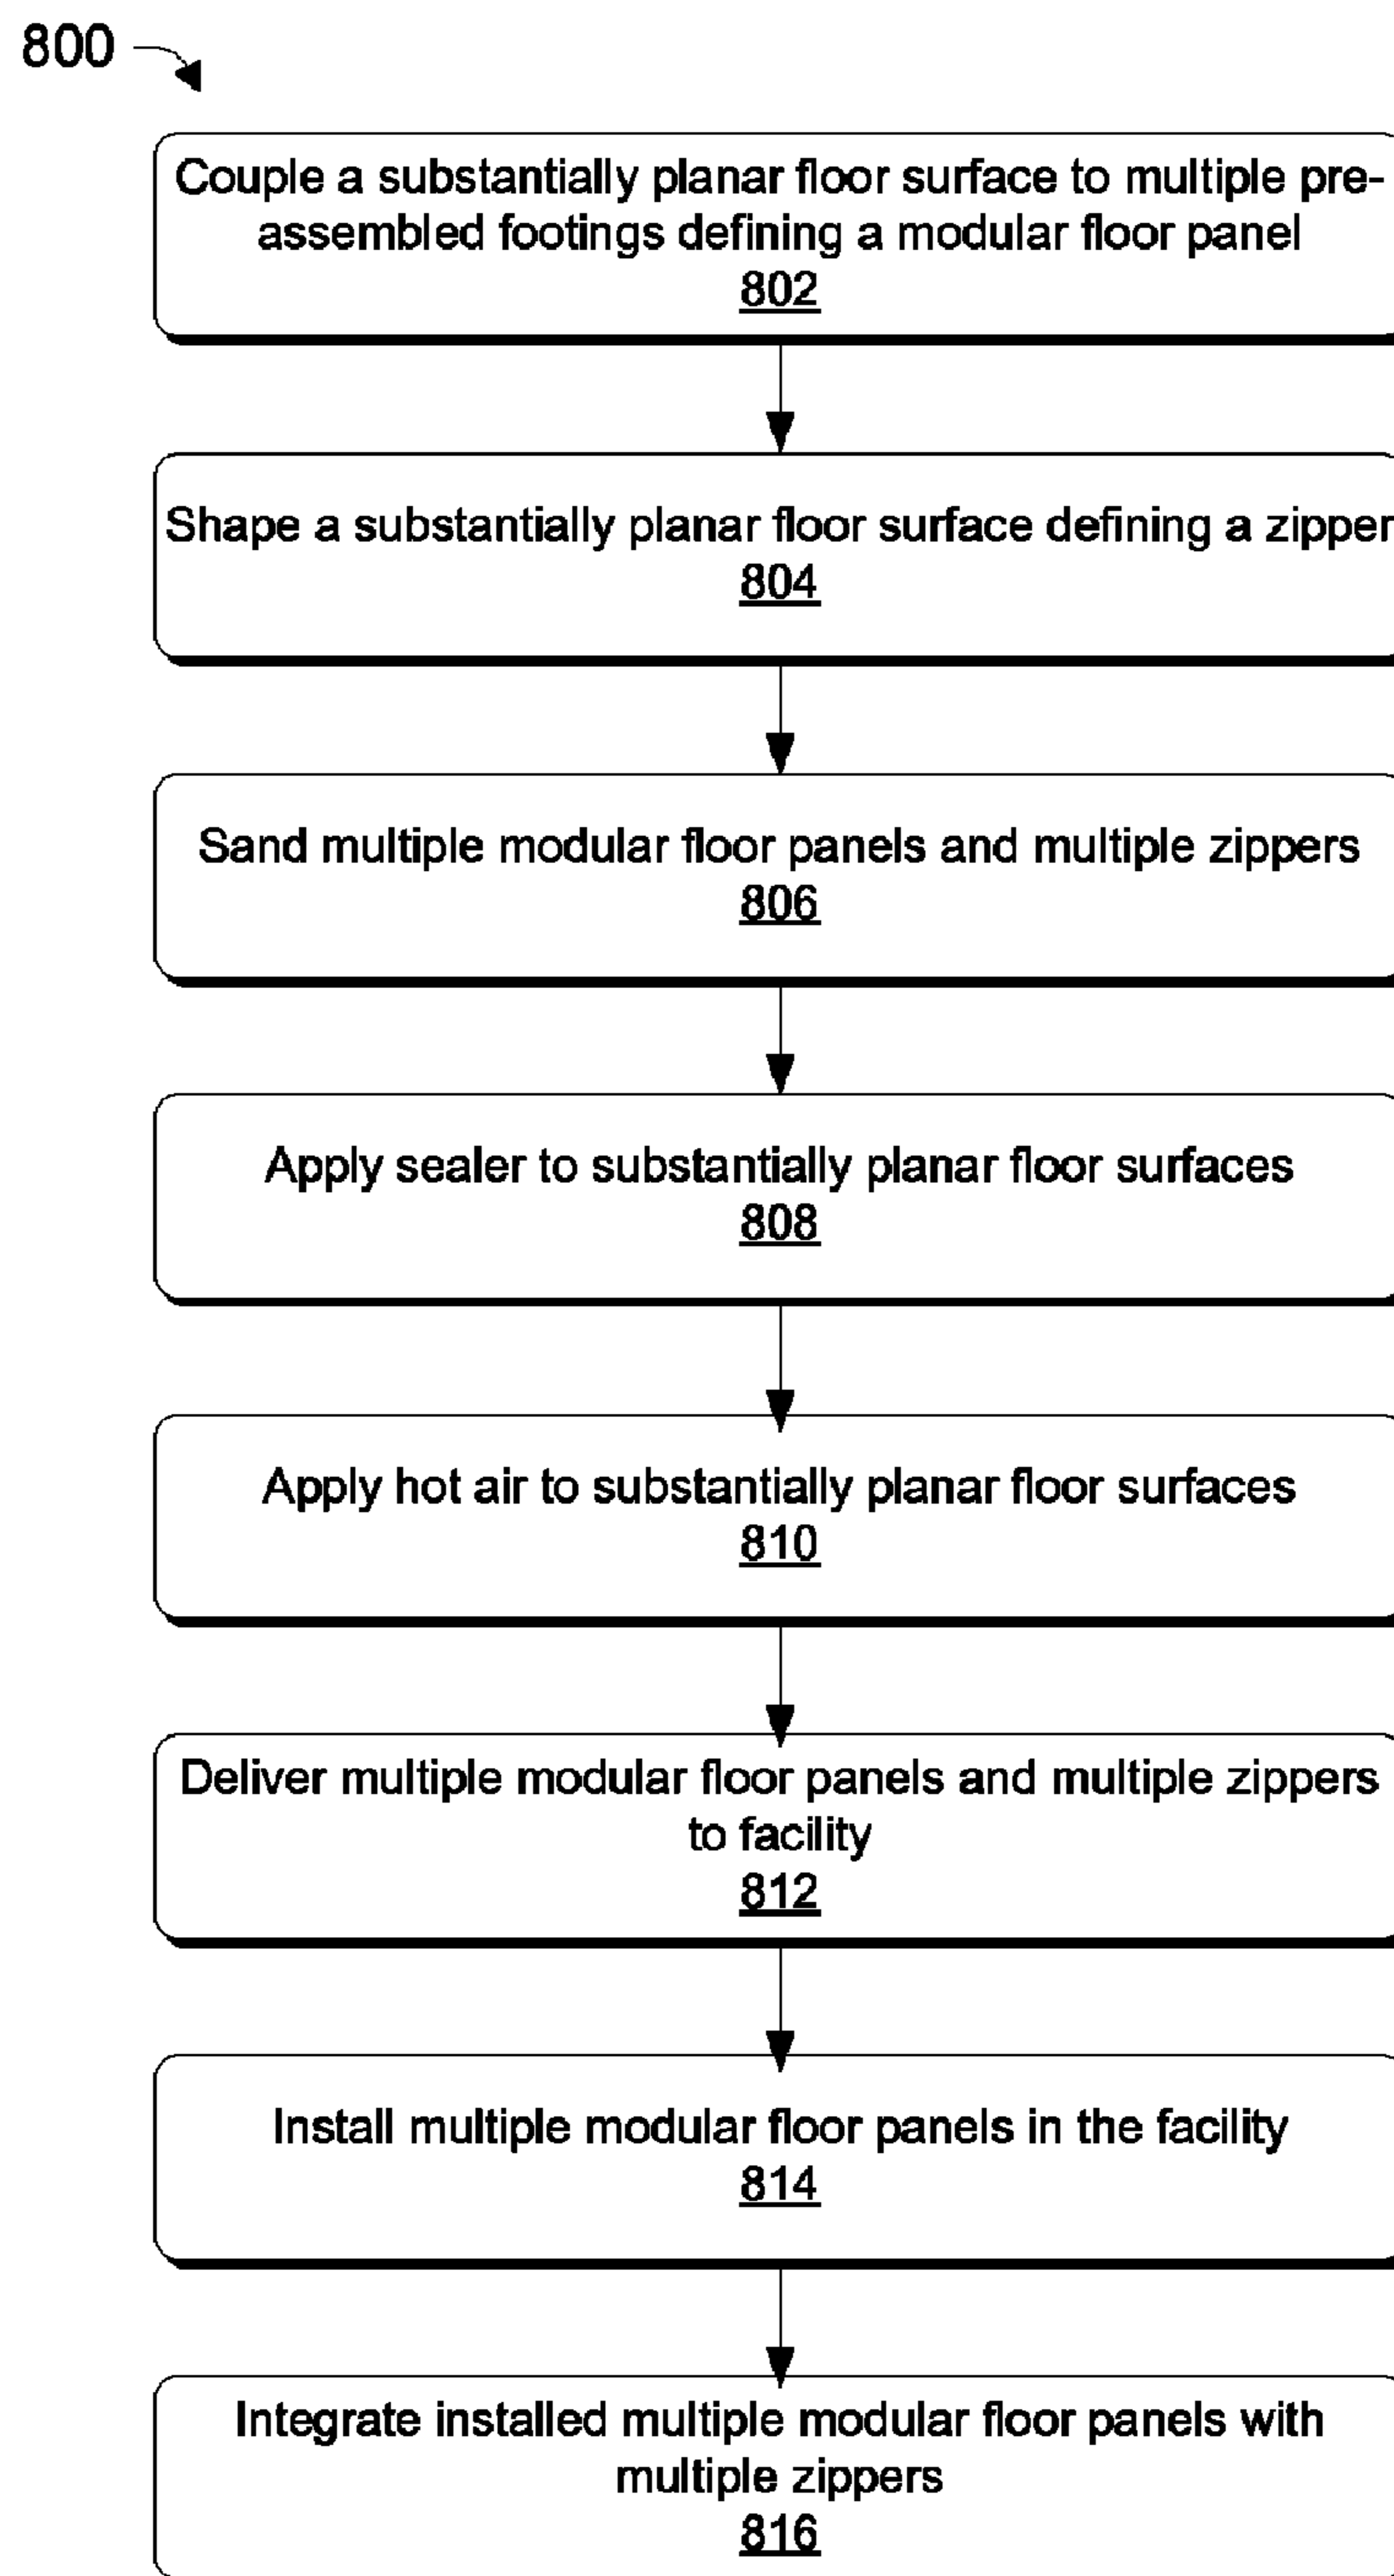 800
Couple a substantially planar floor surface to multiple pre-
assembled footings defining a modular floor panel
802
Shape a substantially planar floor surface defining a zipper
804
Sand multiple modular floor panels and multiple zippers
806
Apply sealer to substantially planar floor surfaces
808
Apply hot air to substantially planar floor surfaces
810
Deliver multiple modular floor panels and multiple zippers
to facility
812
Install multiple modular floor panels in the facility
814
Integrate installed multiple modular floor panels with
multiple zippers
816